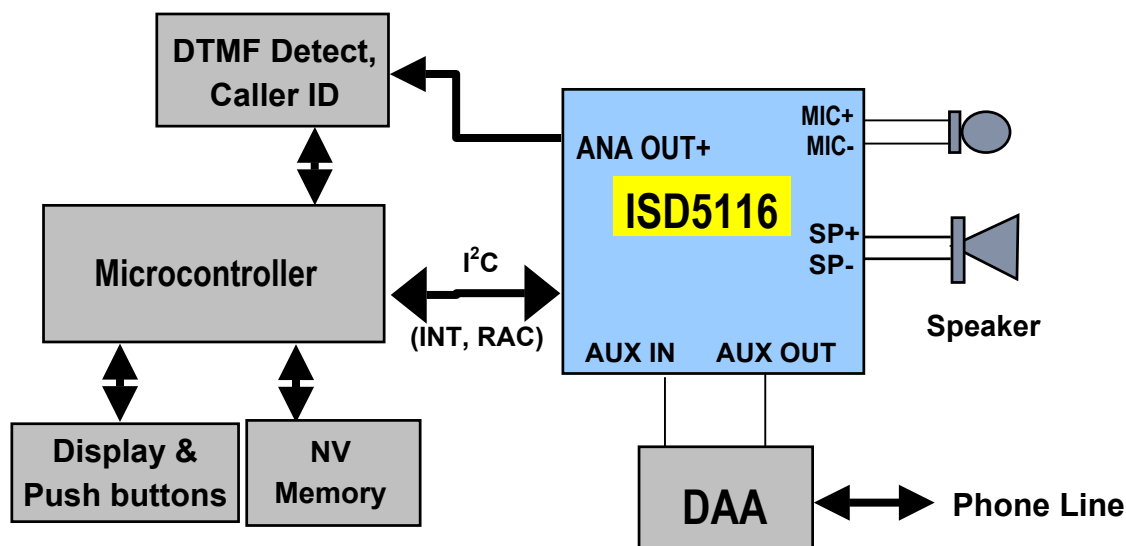 DTMF Detect,
Caller ID
ANA OUT+
MIC+
MIC-
ISD5116
SP+
SP-
Speaker
Microcontroller
I²C
(INT, RAC)
AUX IN
AUX OUT
Display &
Push buttons
NV
Memory
DAA
Phone Line